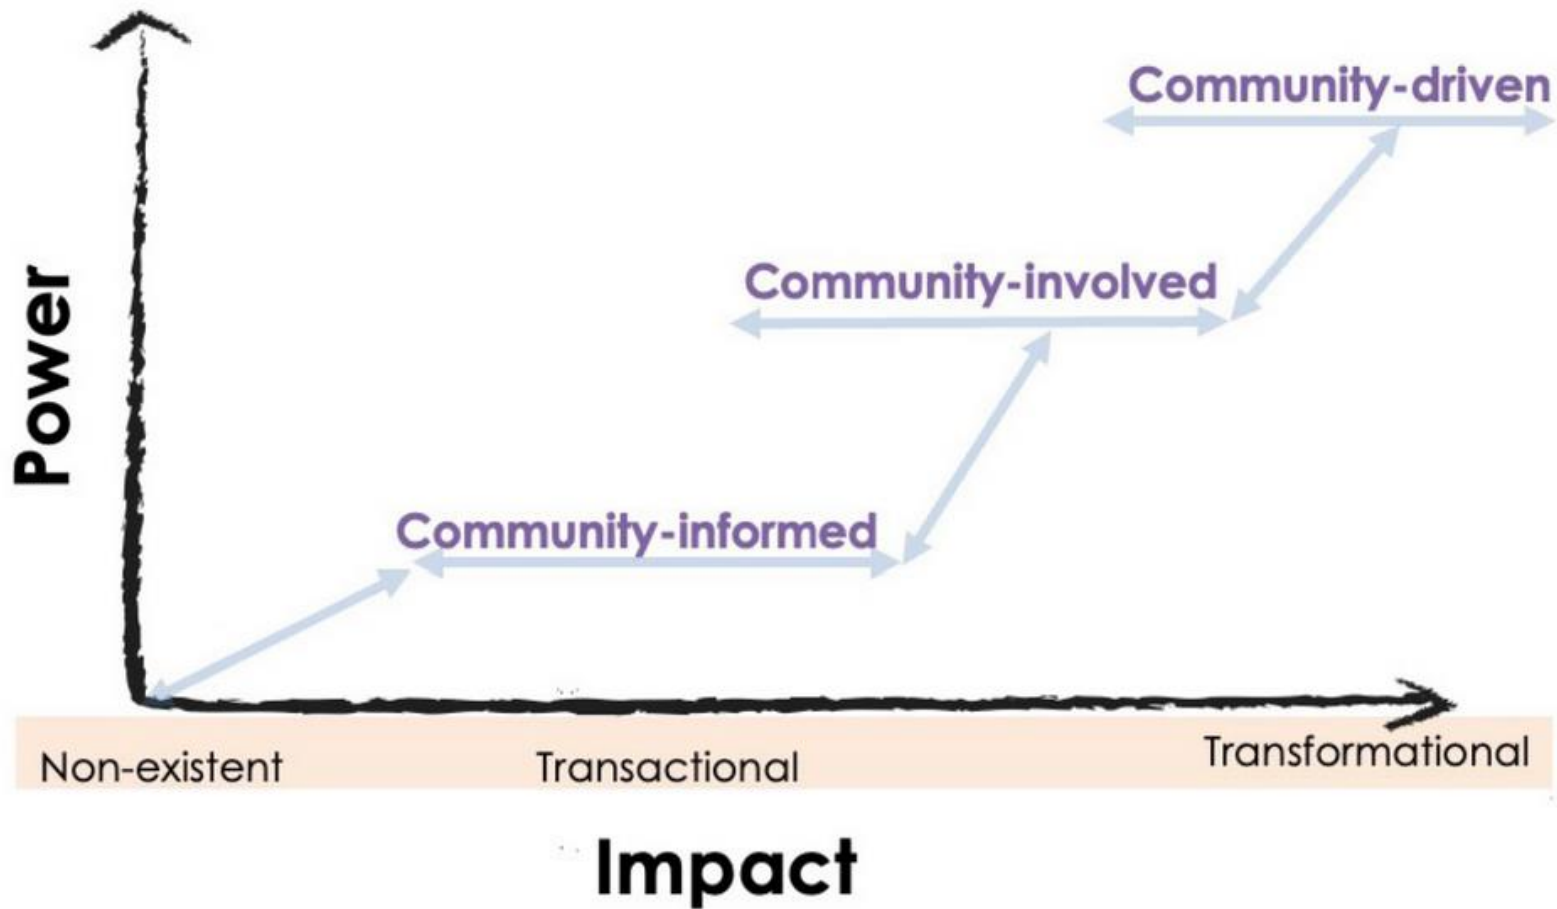 Community-driven
Community-involved
Power
Community-informed
Non-existent
Transactional
Transformational
Impact